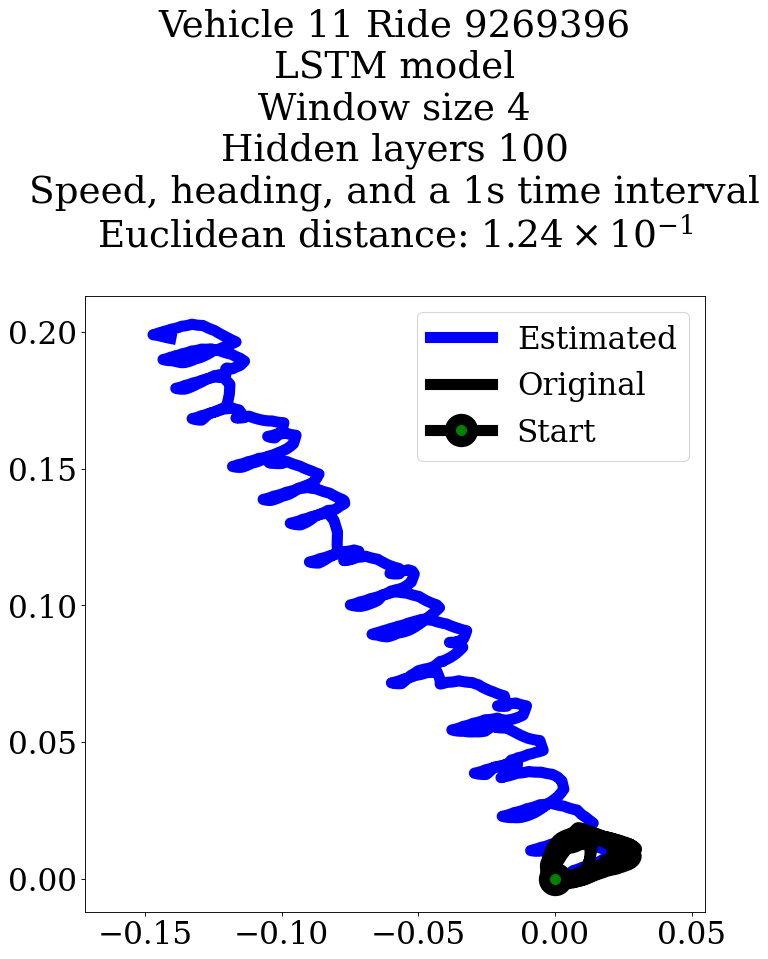 Vehicle 11 Ride 9269396
LSTM model
Window size 4
Hidden layers 100
Speed, heading, and a 1s time interval
Euclidean distance: 1.24 × 10⁻¹
Estimated
Original
Start
0.20
0.15
0.10
0.05
0.00
−0.15 −0.10 −0.05 0.00 0.05